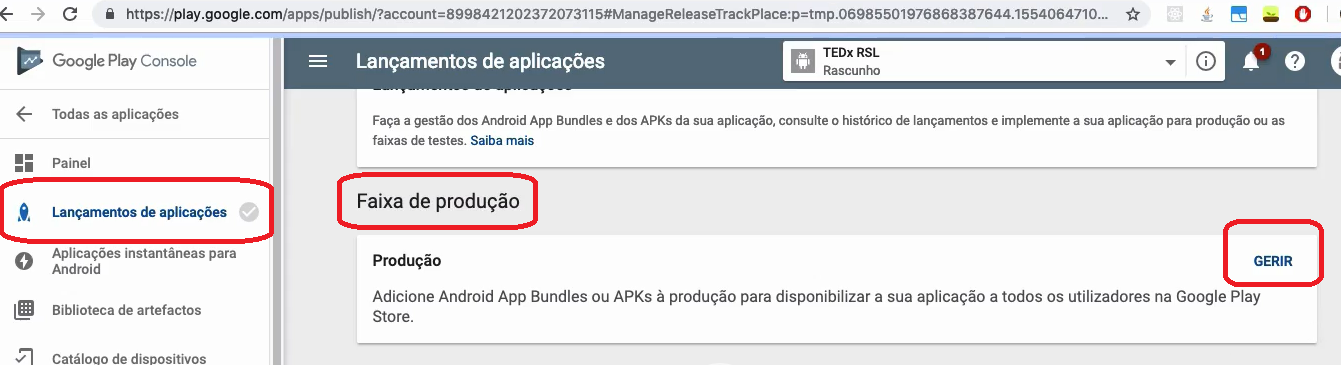 https://play.google.com/apps/publish/?account=8998421202372073115#ManageReleaseTrackPlace:p=tmp.06985501976868387644.1554064710...
Google Play Console
Lançamentos de aplicações
TEDx RSL
Rascunho
1
Todas as aplicações
Painel
Lançamentos de aplicações
Aplicações instantâneas para
Android
Biblioteca de artefactos
Catálogo de dispositivos
Lançamentos de aplicações
Faça a gestão dos Android App Bundles e dos APKs da sua aplicação, consulte o histórico de lançamentos e implemente a sua aplicação para produção ou as
faixas de testes. Saiba mais
Faixa de produção
Produção
GERIR
Adicione Android App Bundles ou APKs à produção para disponibilizar a sua aplicação a todos os utilizadores na Google Play
Store.